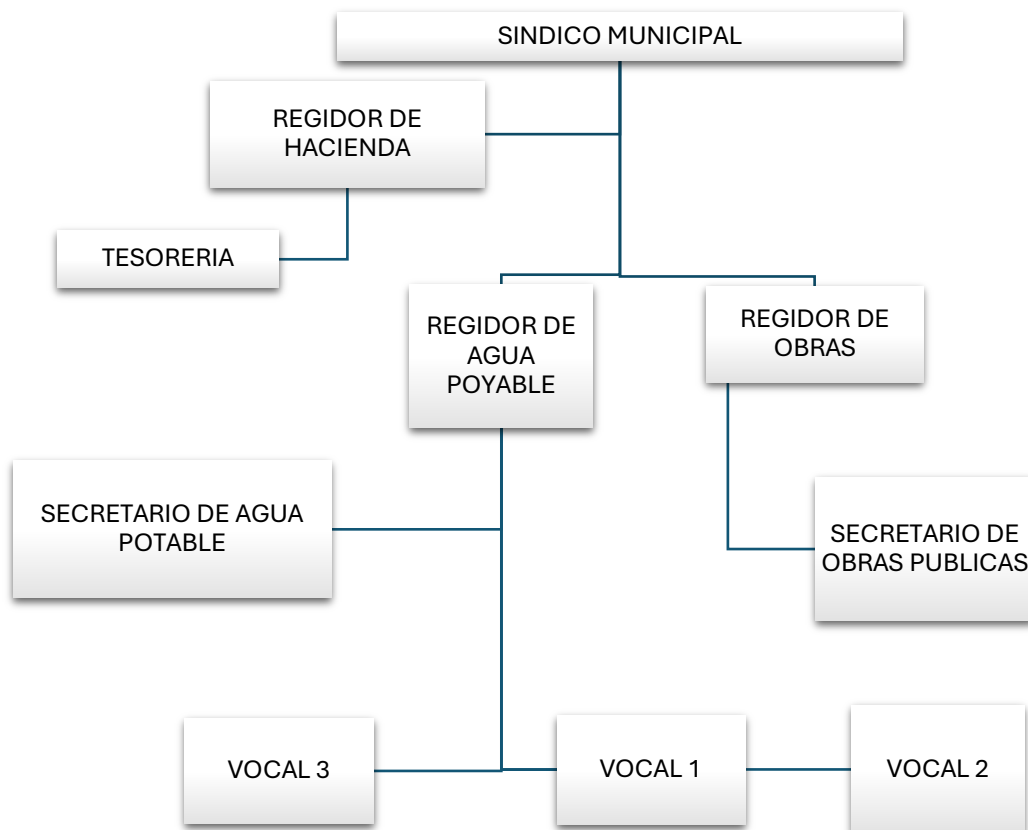 SINDICO MUNICIPAL
REGIDOR DE
HACIENDA
TESORERIA
REGIDOR DE
AGUA
POYABLE
REGIDOR DE
OBRAS
SECRETARIO DE AGUA
POTABLE
SECRETARIO DE
OBRAS PUBLICAS
VOCAL 3
VOCAL 1
VOCAL 2